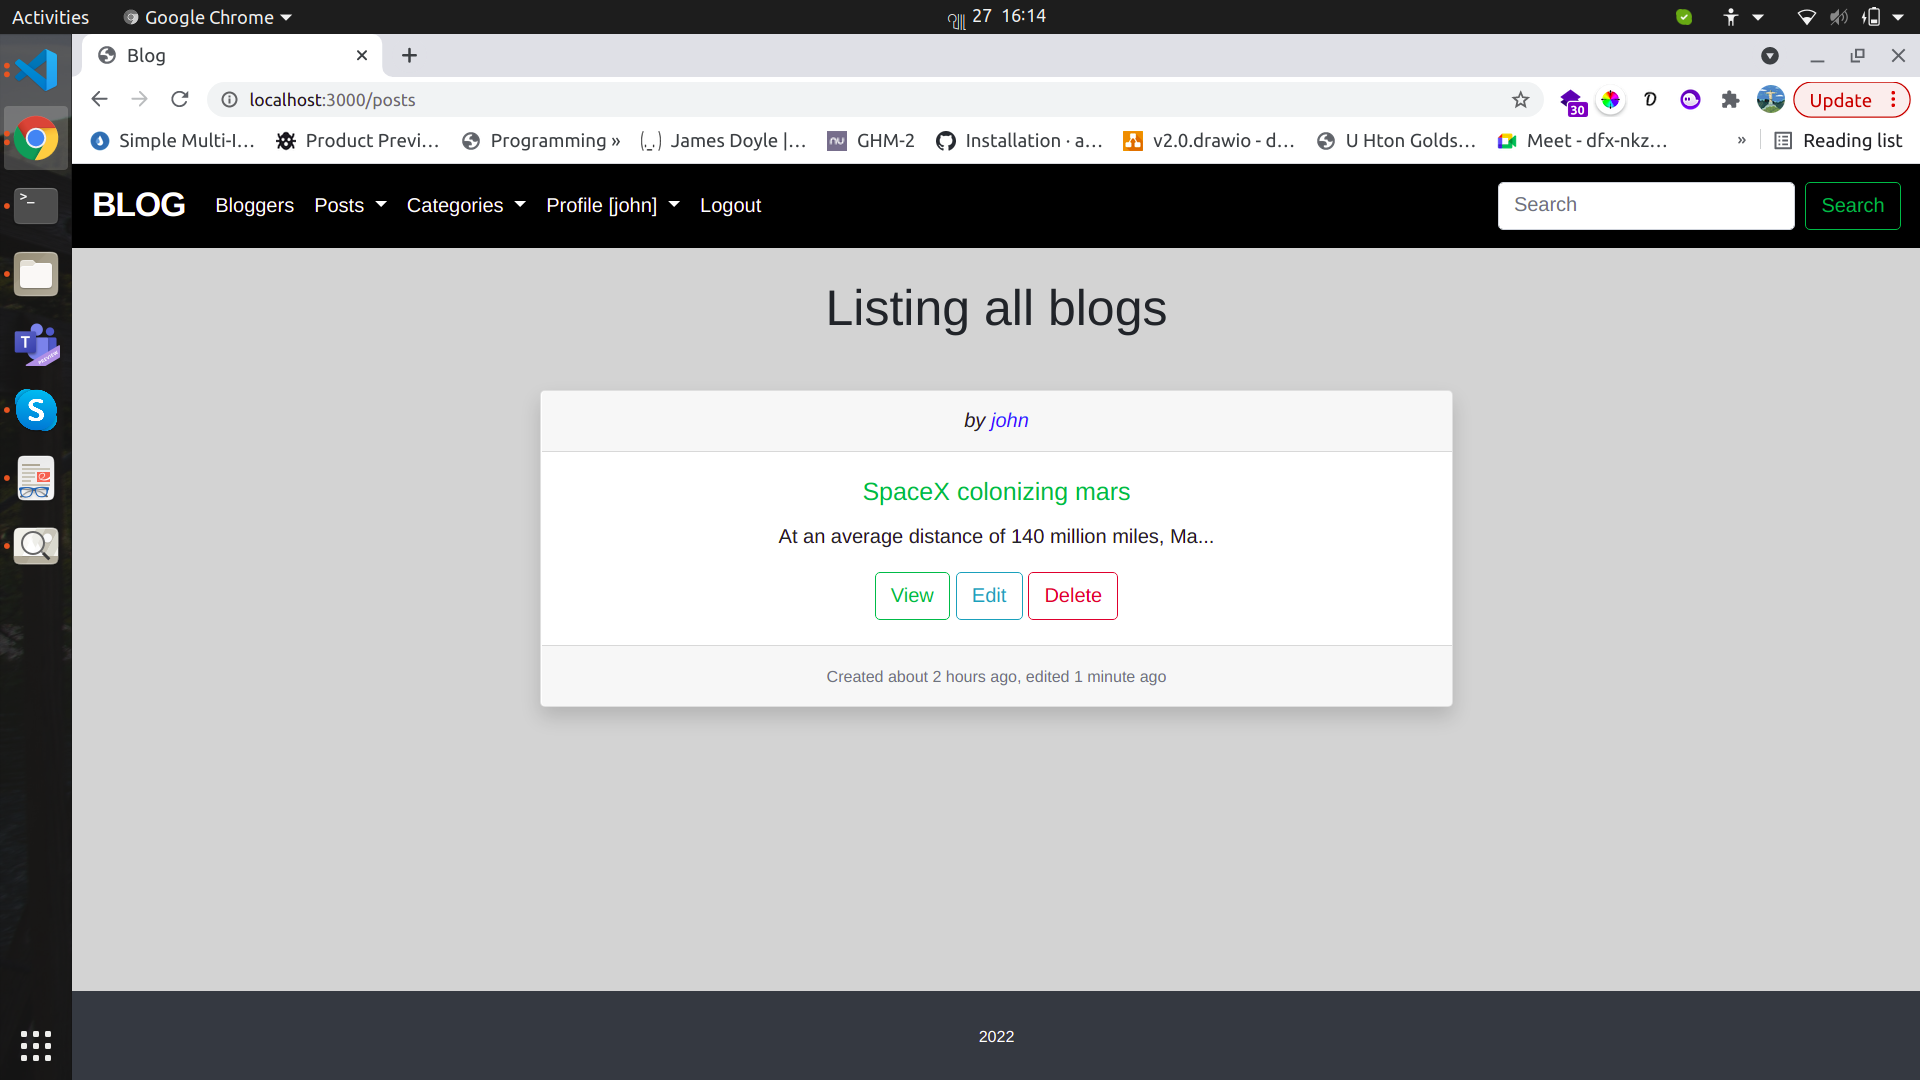 Activities Google Chrome 27 16:14
Blog
localhost:3000/posts 30 Update
Simple Multi-I... Product Previ... Programming » James Doyle |... GHM-2 Installation · a... v2.0.drawio - d... U Hton Golds... Meet - dfx-nkz... » Reading list
BLOG Bloggers Posts Categories Profile [john] Logout Search Search
Listing all blogs
by john
SpaceX colonizing mars
At an average distance of 140 million miles, Ma...
View Edit Delete
Created about 2 hours ago, edited 1 minute ago
2022